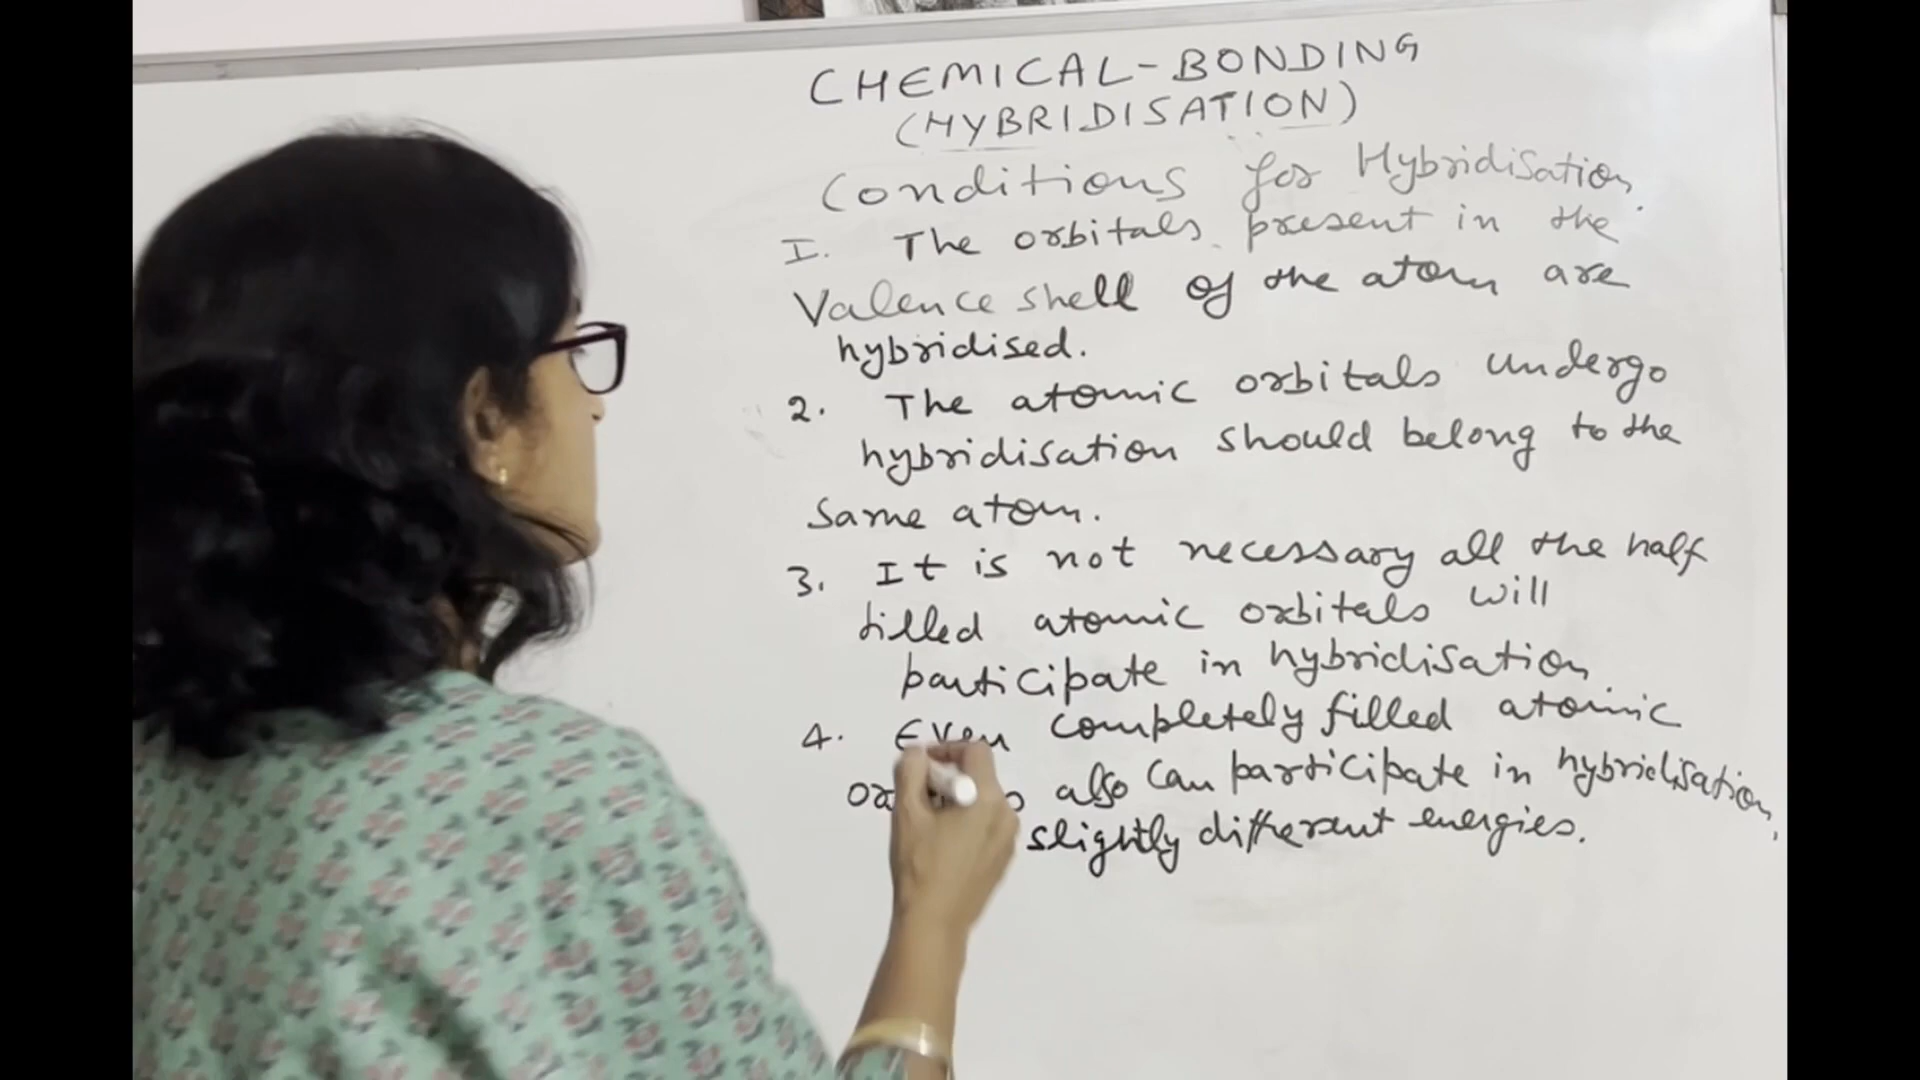 CHEMICAL-BONDING
(HYBRIDISATION)
Conditions for Hybridisation.
I. The orbitals present in the
Valence shell of the atom are
hybridised.
2. The atomic orbitals undergo
hybridisation should belong to the
same atom.
3. It is not necessary all the half
filled atomic orbitals will
participate in hybridisation
4. Even completely filled atomic
also can participate in hybridisation,
slightly different energies.